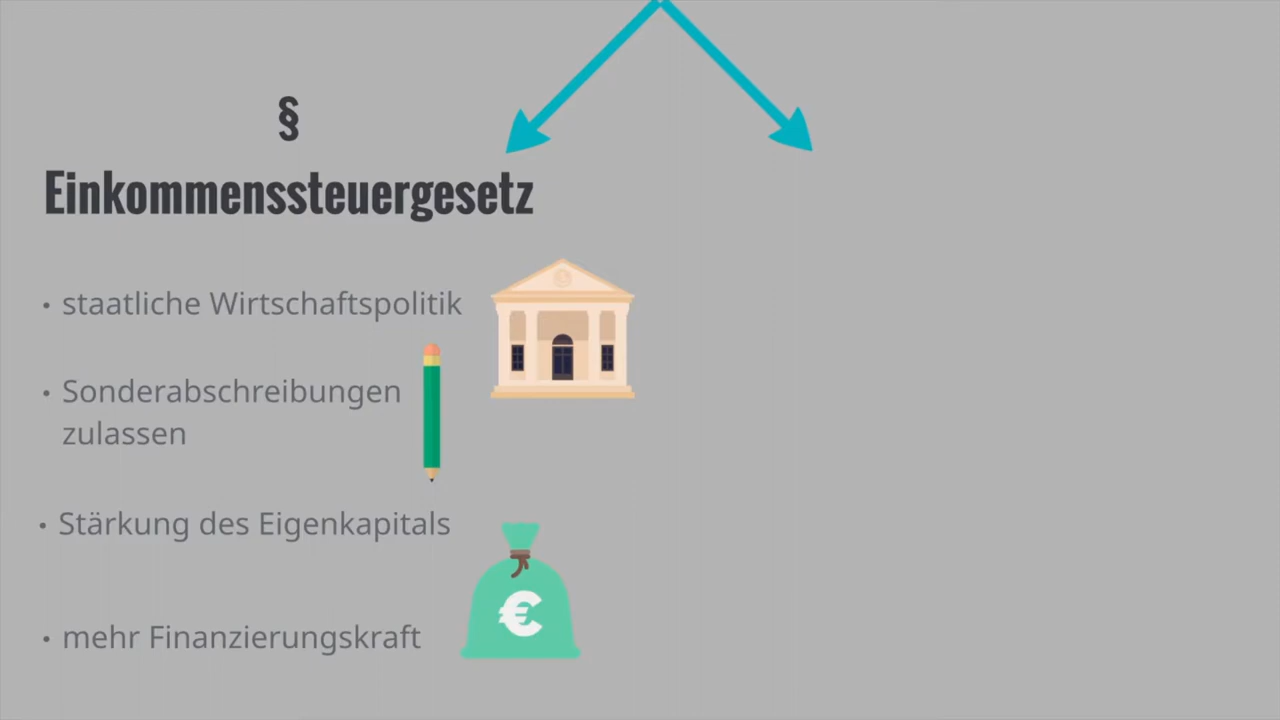 §
Einkommenssteuergesetz
• staatliche Wirtschaftspolitik
• Sonderabschreibungen
zulassen
• Stärkung des Eigenkapitals
• mehr Finanzierungskraft
€